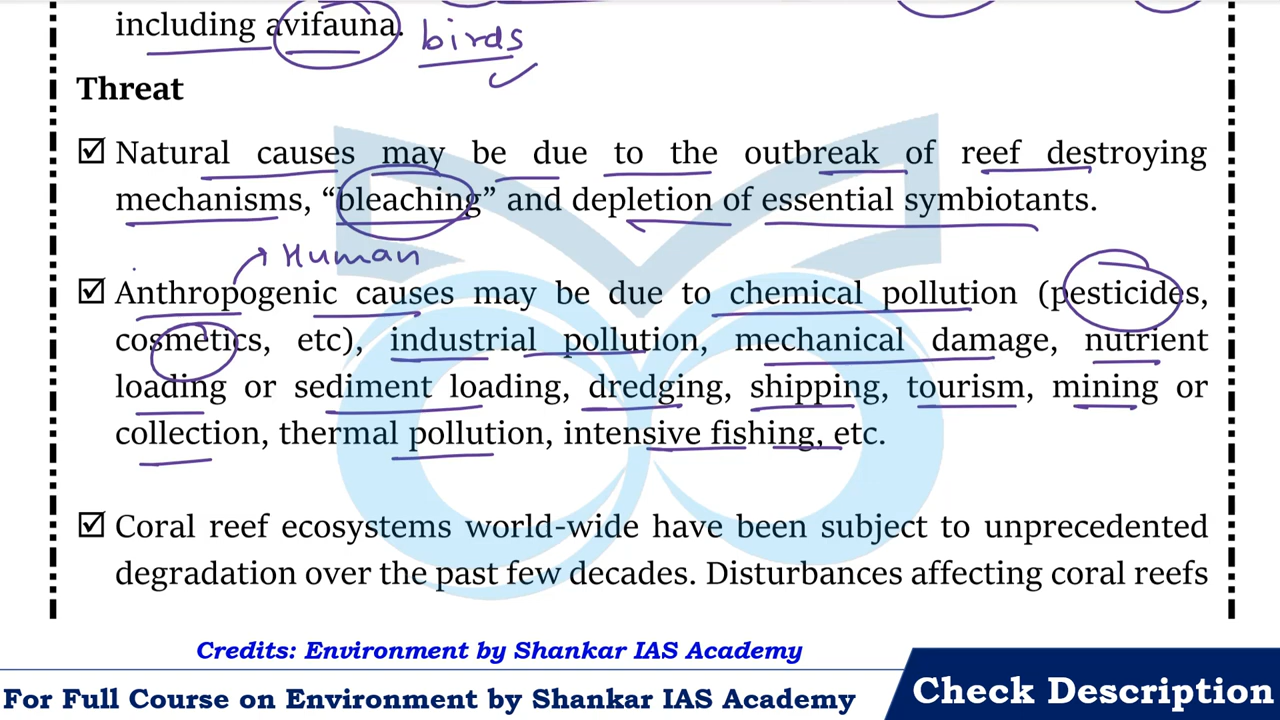 including avifauna. birds
Threat
☑ Natural causes may be due to the outbreak of reef destroying
mechanisms, “bleaching” and depletion of essential symbiotants.
Human
☑ Anthropogenic causes may be due to chemical pollution (pesticides,
cosmetics, etc), industrial pollution, mechanical damage, nutrient
loading or sediment loading, dredging, shipping, tourism, mining or
collection, thermal pollution, intensive fishing, etc.
☑ Coral reef ecosystems world-wide have been subject to unprecedented
degradation over the past few decades. Disturbances affecting coral reefs
Credits: Environment by Shankar IAS Academy
For Full Course on Environment by Shankar IAS Academy
Check Description